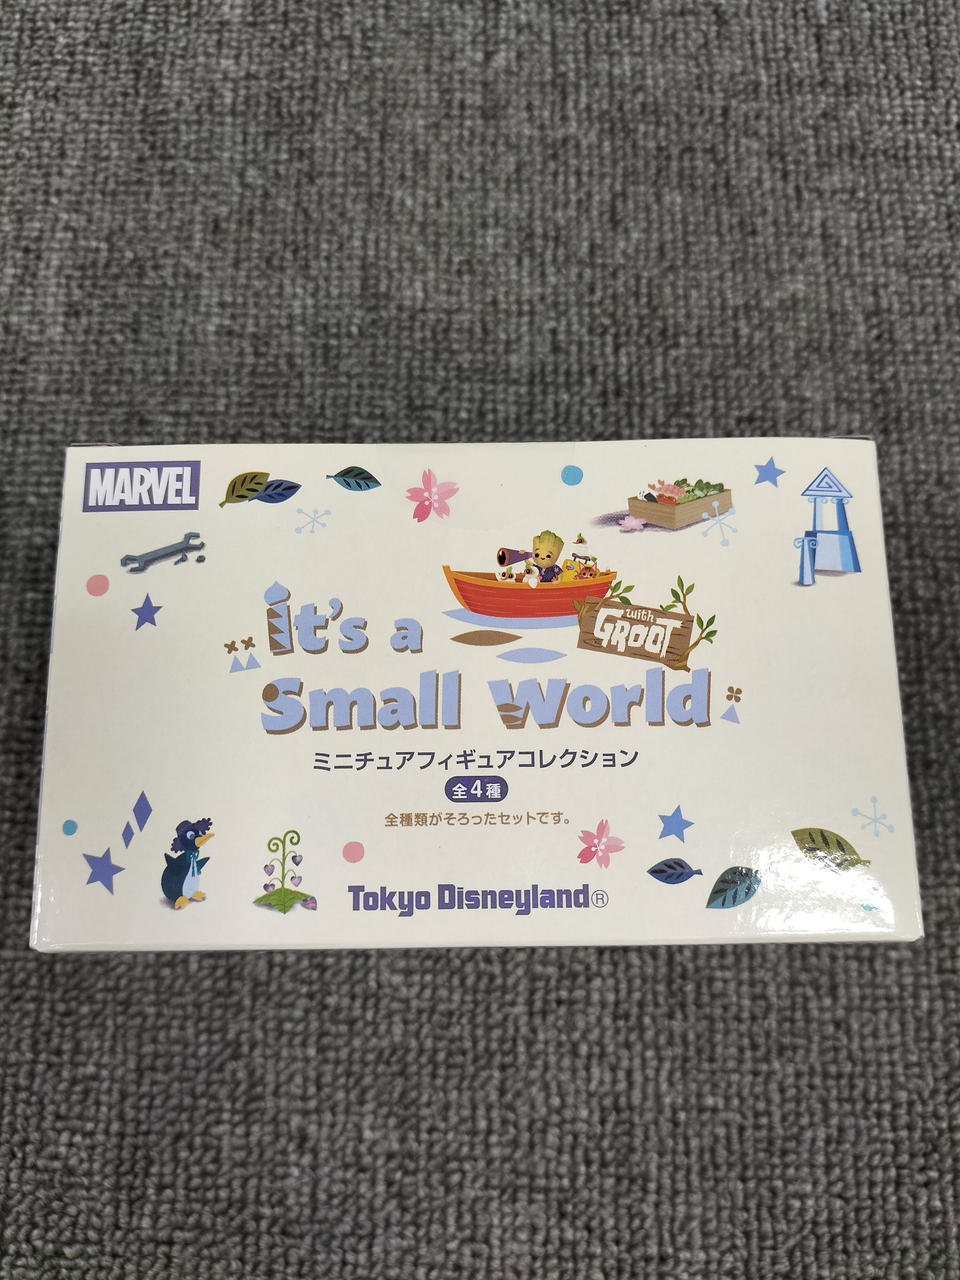 MARVEL
it's a
with
GROOT
Small World
ミニチュアフィギュアコレクション
全4種
全種類がそろったセットです。
Tokyo Disneyland®